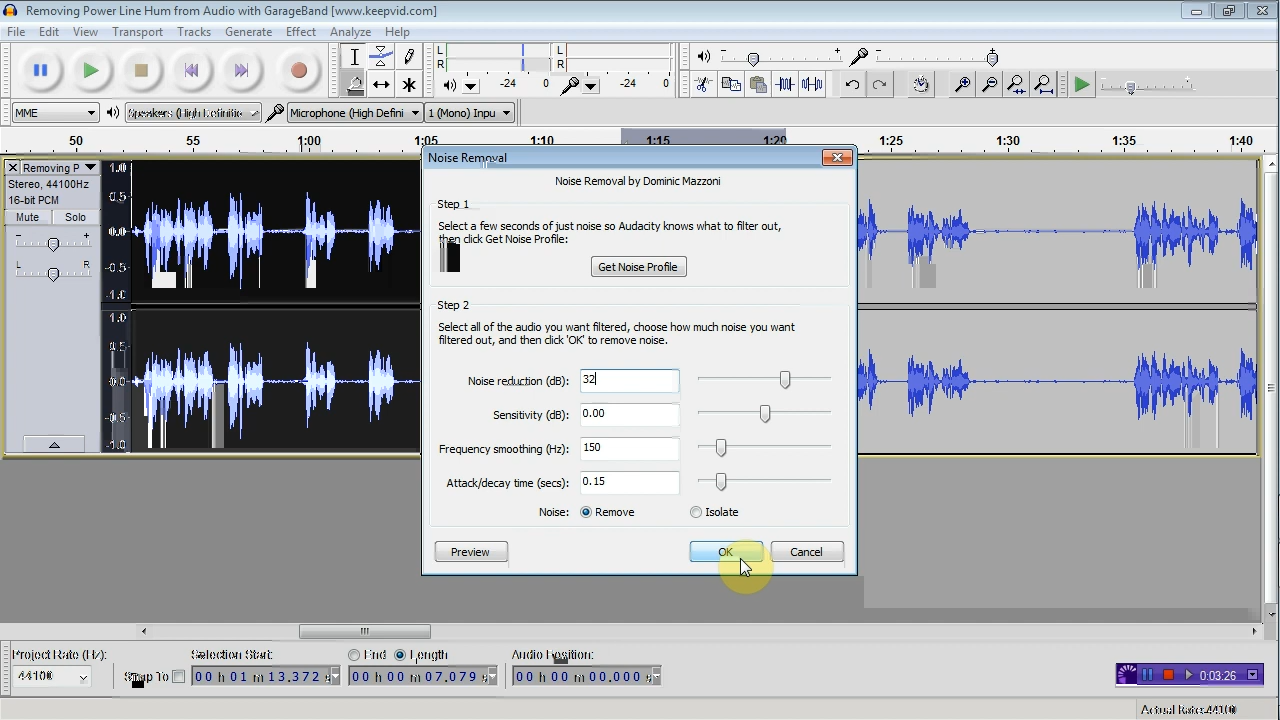 Removing Power Line Hum from Audio with GarageBand [www.keepvid.com]
File Edit View Transport Tracks Generate Effect Analyze Help
L
R
-24 0
L
R
-24 0
- +
- +
MME
Speakers (High Definitio
Microphone (High Defini
1 (Mono) Inpu
50 55 1:00 1:05 1:10 1:15 1:20 1:25 1:30 1:35 1:40
Removing P
Stereo, 44100Hz
16-bit PCM
Mute Solo
- +
L R
1.0
0.5
0.0
-0.5
-1.0
1.0
0.5
0.0
-0.5
-1.0
Noise Removal
Noise Removal by Dominic Mazzoni
Step 1
Select a few seconds of just noise so Audacity knows what to filter out,
then click Get Noise Profile:
Get Noise Profile
Step 2
Select all of the audio you want filtered, choose how much noise you want
filtered out, and then click 'OK' to remove noise.
Noise reduction (dB): 32
Sensitivity (dB): 0.00
Frequency smoothing (Hz): 150
Attack/decay time (secs): 0.15
Noise: Remove Isolate
Preview OK Cancel
Project Rate (Hz): Selection Start: End Length Audio Position:
44100 Snap To 00 h 01 m 13.372 s 00 h 00 m 07.079 s 00 h 00 m 00.000 s
0:03:26
Actual Rate: 44100